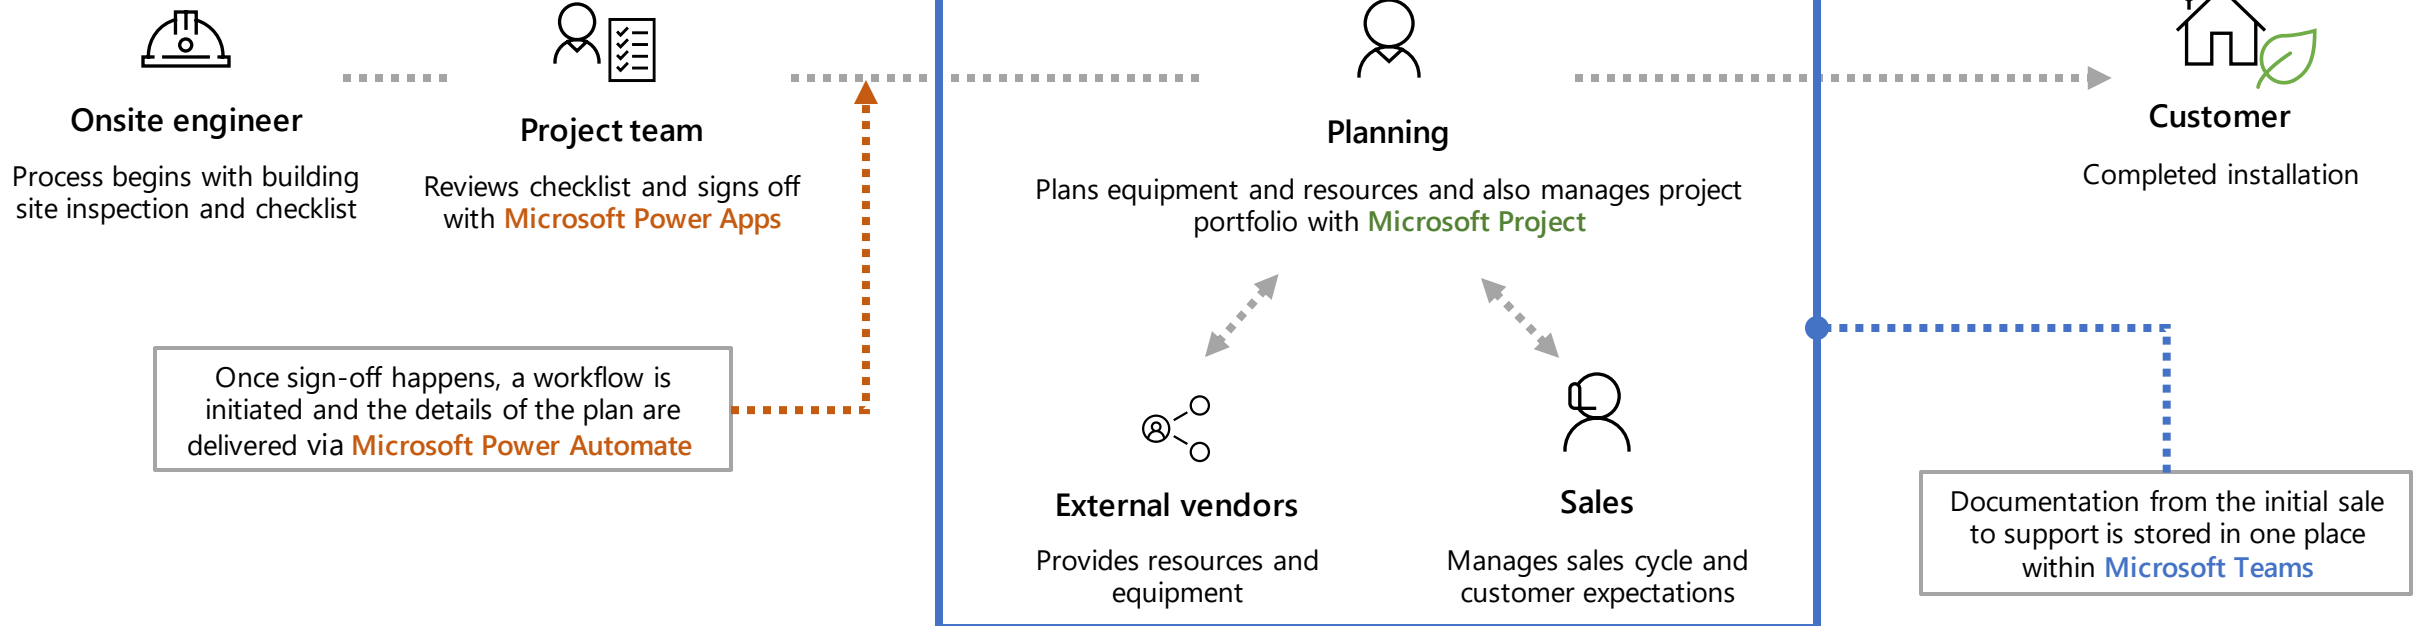 Onsite engineer
Process begins with building
site inspection and checklist
Project team
Reviews checklist and signs off
with Microsoft Power Apps
Once sign-off happens, a workflow is
initiated and the details of the plan are
delivered via Microsoft Power Automate
Planning
Plans equipment and resources and also manages project
portfolio with Microsoft Project
External vendors
Provides resources and
equipment
Sales
Manages sales cycle and
customer expectations
Customer
Completed installation
Documentation from the initial sale
to support is stored in one place
within Microsoft Teams